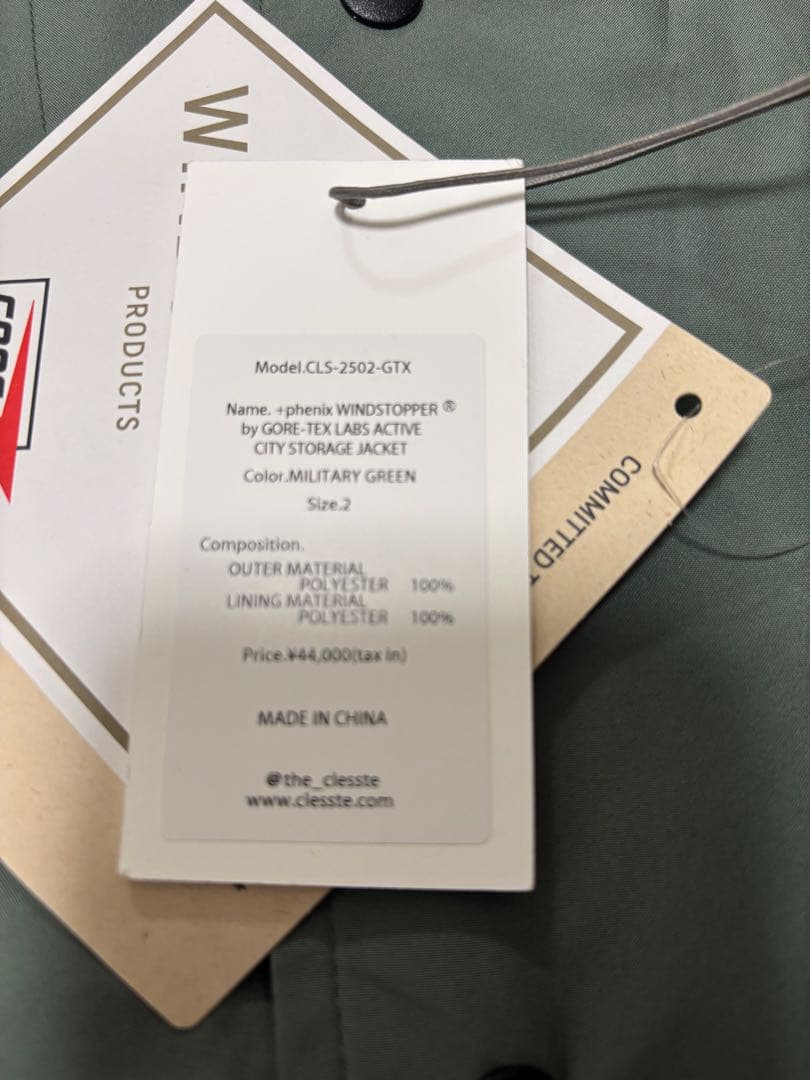 W
PRODUCTS
GORE
COMMITTED
Model.CLS-2502-GTX
Name. +phenix WINDSTOPPER ®
by GORE-TEX LABS ACTIVE
CITY STORAGE JACKET
Color.MILITARY GREEN
Size.2
Composition.
OUTER MATERIAL
POLYESTER 100%
LINING MATERIAL
POLYESTER 100%
Price.¥44,000(tax in)
MADE IN CHINA
@the_clesste
www.clesste.com